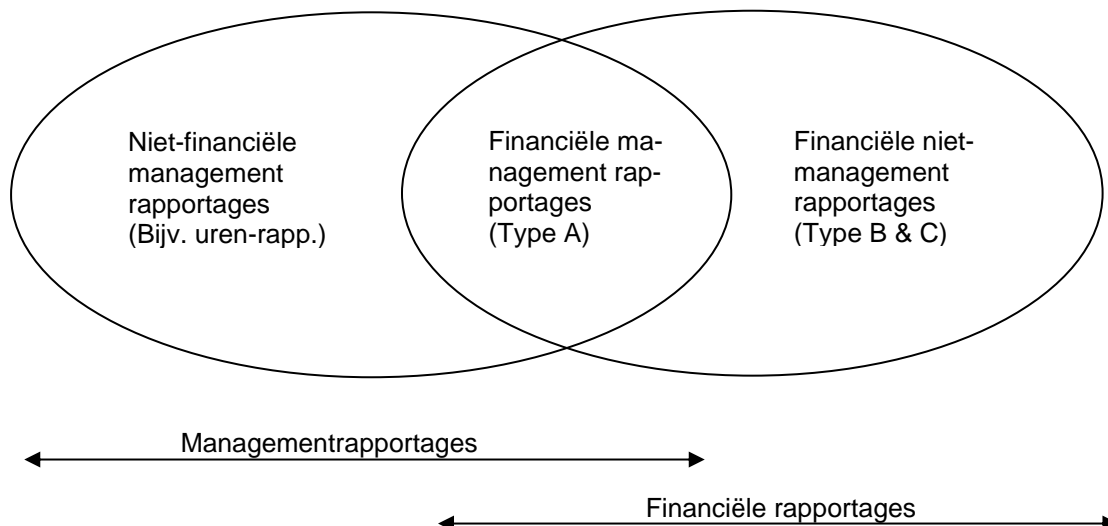 Niet-financiële
management
rapportages
(Bijv. uren-rapp.)
Financiële ma-
nagement rap-
portages
(Type A)
Financiële niet-
management
rapportages
(Type B & C)
Managementrapportages
Financiële rapportages